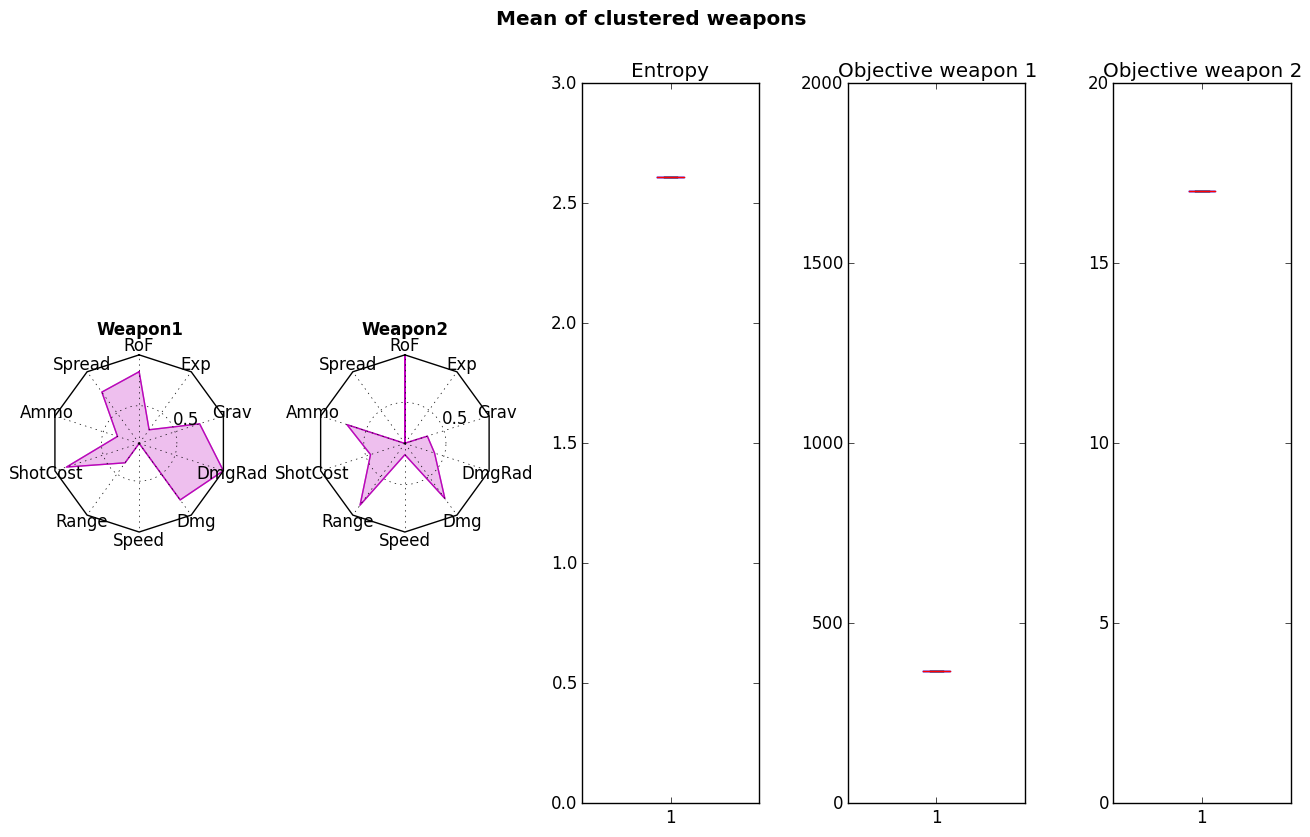 Mean of clustered weapons
Weapon1
RoF
Spread
Exp
Ammo
0.5
Grav
ShotCost
DmgRad
Range
Dmg
Speed
Weapon2
RoF
Spread
Exp
Ammo
0.5
Grav
ShotCost
DmgRad
Range
Dmg
Speed
Entropy
3.0
2.5
2.0
1.5
1.0
0.5
0.0
1
Objective weapon 1
2000
1500
1000
500
0
1
Objective weapon 2
20
15
10
5
0
1